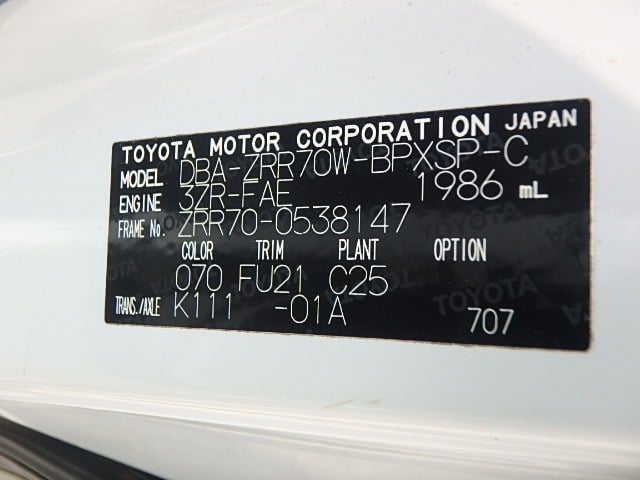 TOYOTA MOTOR CORPORATION JAPAN
MODEL DBA-ZRR70W-BPXSP-C
ENGINE 3ZR-FAE 1986 mL
FRAME No. ZRR70-0538147
COLOR TRIM PLANT OPTION
070 FU21 C25
TRANS./AXLE K111 -01A
707